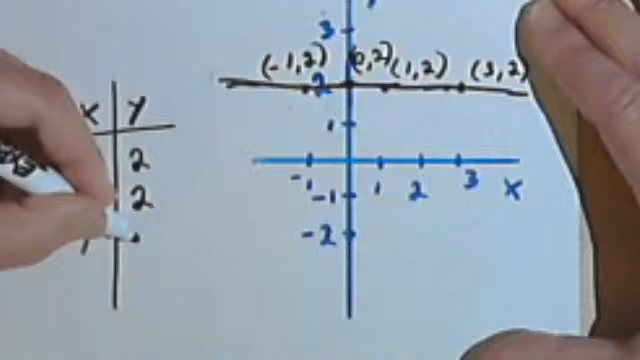 3
(-1,2) (0,2) (1,2) (3,2)
2
X Y
1
2
-1 1 2 3 X
2
-1
-2